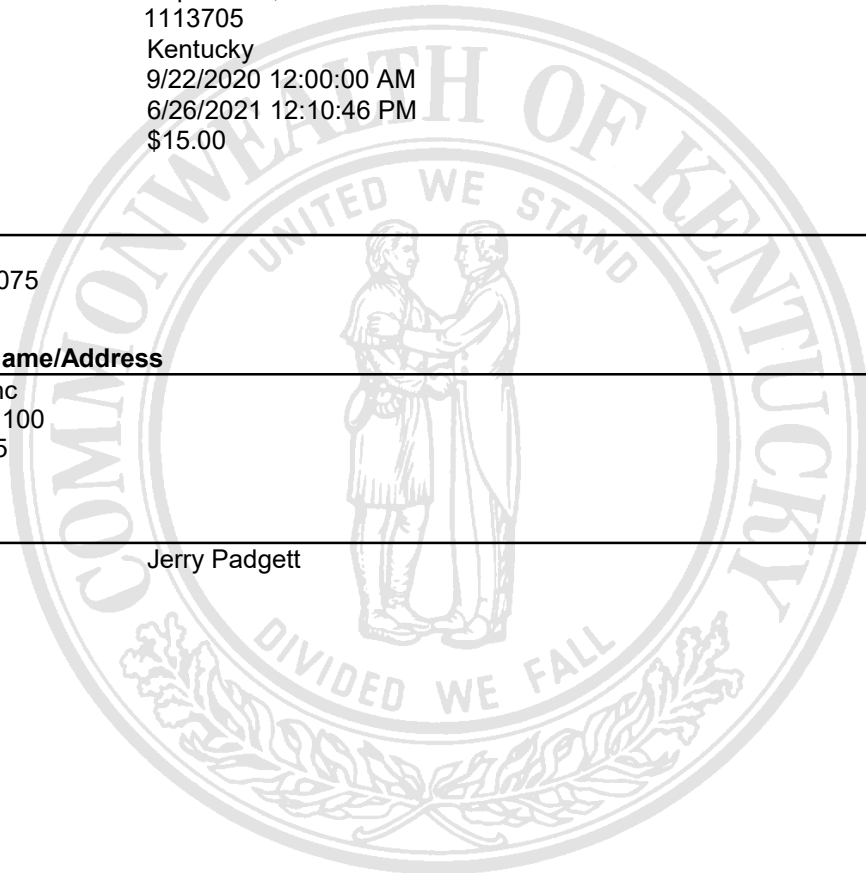 1113705
Kentucky
9/22/2020 12:00:00 AM
6/26/2021 12:10:46 PM
$15.00
COMMONWEALTH OF KENTUCKY
UNITED WE STAND
075
ame/Address
nc
100
5
Jerry Padgett
DIVIDED WE FALL